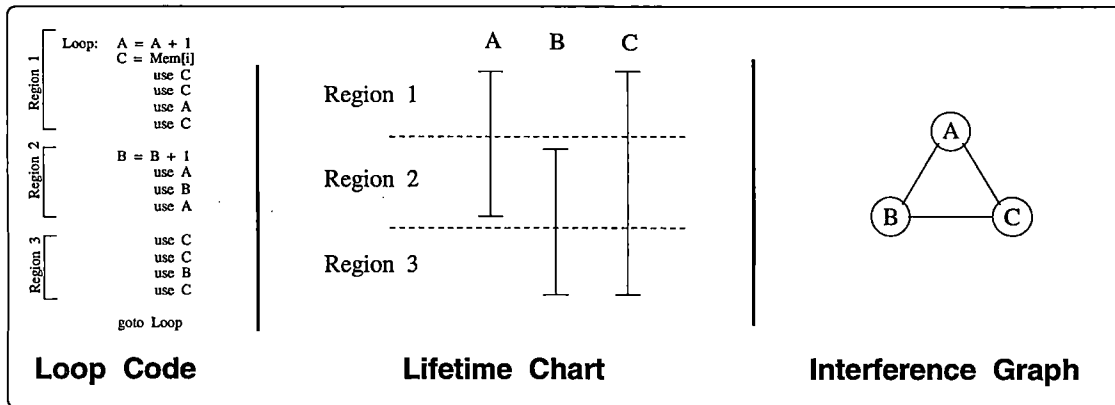 Region 1
Loop: A = A + 1
C = Mem[i]
use C
use C
use A
use C
Region 2
B = B + 1
use A
use B
use A
Region 3
use C
use C
use B
use C
goto Loop
Loop Code
A B C
Region 1
Region 2
Region 3
Lifetime Chart
A
B C
Interference Graph